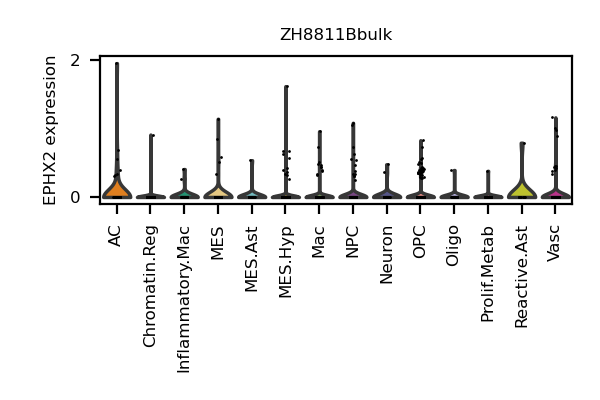 ZH8811Bbulk
EPHX2 expression
2
0
AC
Chromatin.Reg
Inflammatory.Mac
MES
MES.Ast
MES.Hyp
Mac
NPC
Neuron
OPC
Oligo
Prolif.Metab
Reactive.Ast
Vasc